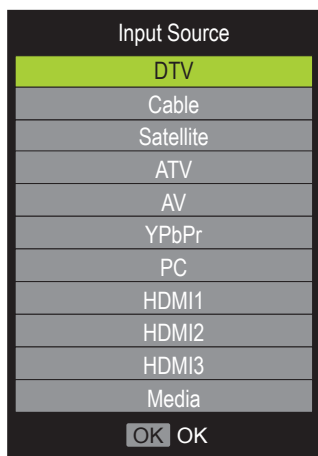 Input Source
DTV
Cable
Satellite
ATV
AV
YPbPr
PC
HDMI1
HDMI2
HDMI3
Media
OK OK